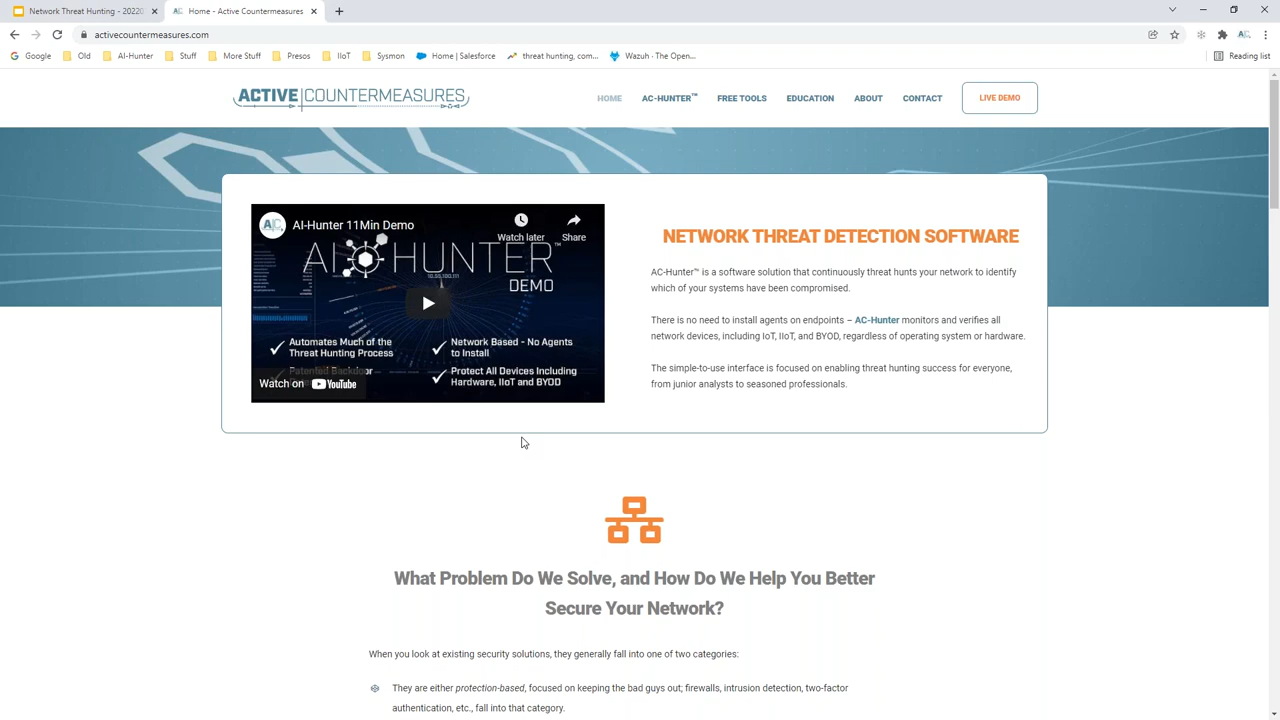 Network Threat Hunting - 20220
Home - Active Countermeasures
activecountermeasures.com
Google
Old
AI-Hunter
Stuff
More Stuff
Presos
IIoT
Sysmon
Home | Salesforce
threat hunting, com...
Wazuh · The Open...
Reading list
ACTIVE COUNTERMEASURES
HOME
AC-HUNTER™
FREE TOOLS
EDUCATION
ABOUT
CONTACT
LIVE DEMO
AI-Hunter 11Min Demo
Watch later
Share
AI HUNTER™
DEMO
Automates Much of the
Threat Hunting Process
Network Based - No Agents
to Install
Patented Backdoor
Protect All Devices Including
Hardware, IIoT and BYOD
Watch on YouTube
NETWORK THREAT DETECTION SOFTWARE
AC-Hunter™ is a software solution that continuously threat hunts your network to identify
which of your systems have been compromised.
There is no need to install agents on endpoints – AC-Hunter monitors and verifies all
network devices, including IoT, IIoT, and BYOD, regardless of operating system or hardware.
The simple-to-use interface is focused on enabling threat hunting success for everyone,
from junior analysts to seasoned professionals.
What Problem Do We Solve, and How Do We Help You Better
Secure Your Network?
When you look at existing security solutions, they generally fall into one of two categories:
They are either protection-based, focused on keeping the bad guys out; firewalls, intrusion detection, two-factor
authentication, etc., fall into that category.